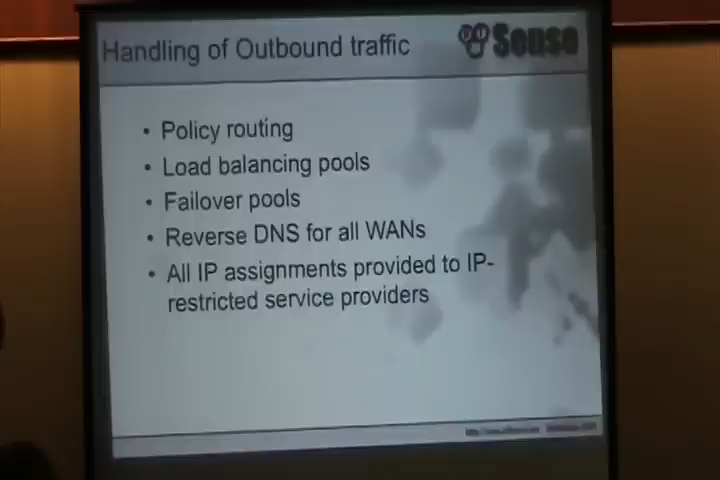 Handling of Outbound traffic
Sense
• Policy routing
• Load balancing pools
• Failover pools
• Reverse DNS for all WANs
• All IP assignments provided to IP-
restricted service providers